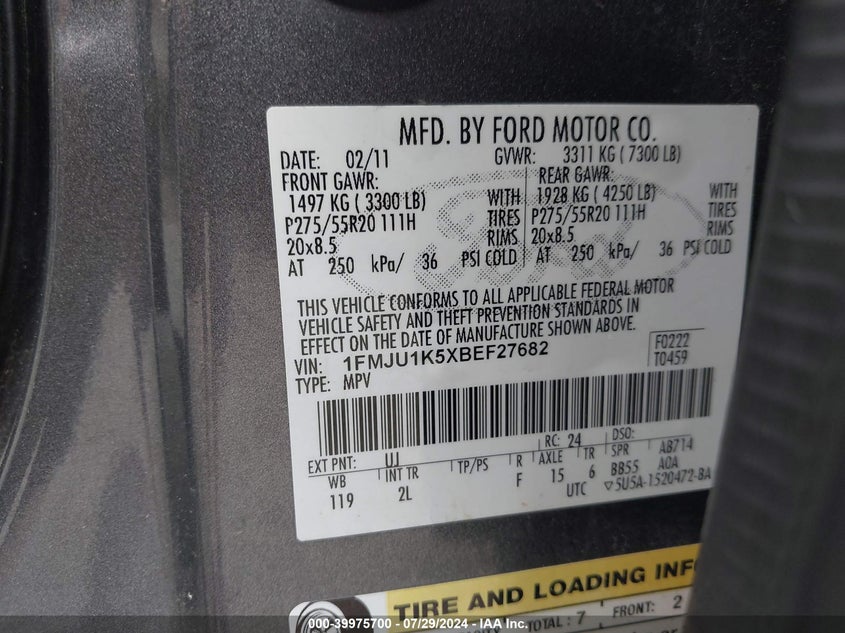 MFD. BY FORD MOTOR CO.
DATE: 02/11 GVWR: 3311 KG ( 7300 LB)
FRONT GAWR: REAR GAWR:
1497 KG ( 3300 LB) WITH 1928 KG ( 4250 LB) WITH
P275/55R20 111H TIRES P275/55R20 111H TIRES
20x8.5 RIMS 20x8.5 RIMS
AT 250 kPa/ 36 PSI COLD AT 250 kPa/ 36 PSI COLD
Ford
THIS VEHICLE CONFORMS TO ALL APPLICABLE FEDERAL MOTOR
VEHICLE SAFETY AND THEFT PREVENTION STANDARDS IN
EFFECT ON THE DATE OF MANUFACTURE SHOWN ABOVE.
VIN: 1FMJU1K5XBEF27682 F0222
TYPE: MPV T0459
EXT PNT: UJ RC: 24 DSO:
WB INT TR TP/PS R AXLE TR SPR AB714
119 2L F 15 6 BB55 AOA
UTC ▽5U5A-1520472-BA
TIRE AND LOADING INF
TOTAL : 7 FRONT: 2
000-39975700 - 07/29/2024 - IAA Inc.